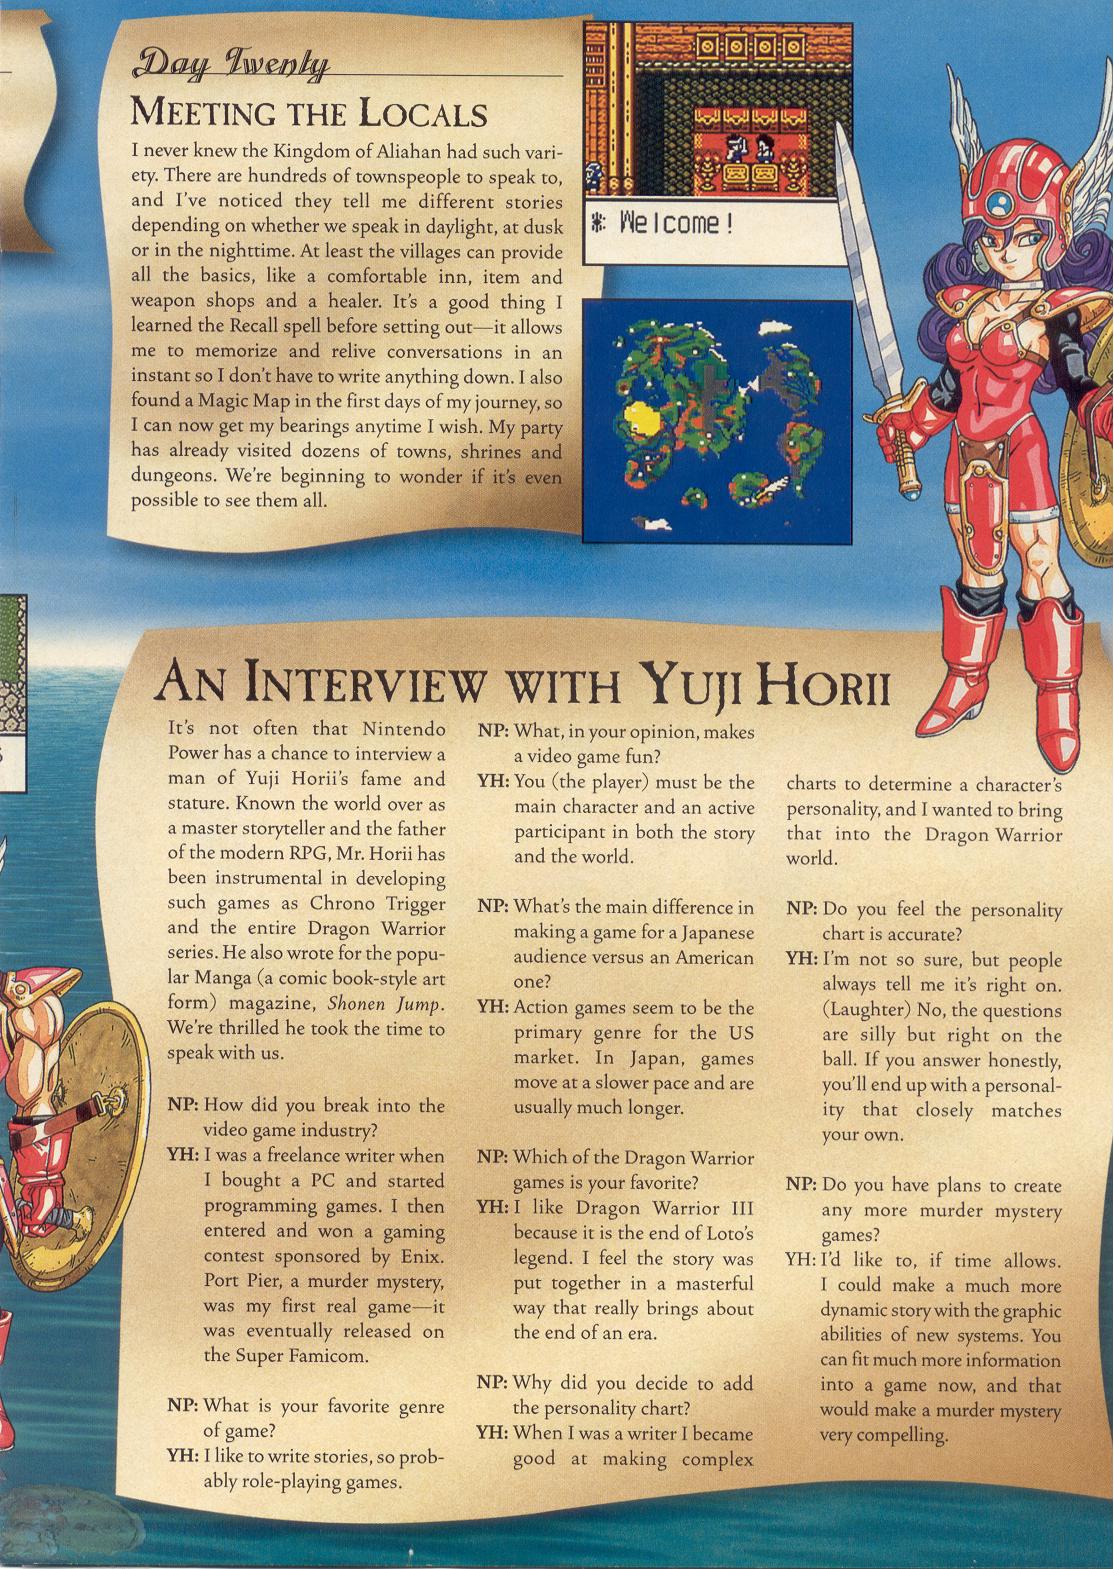 Day Twenty
MEETING THE LOCALS
I never knew the Kingdom of Aliahan had such vari-
ety. There are hundreds of townspeople to speak to,
and I've noticed they tell me different stories
depending on whether we speak in daylight, at dusk
or in the nighttime. At least the villages can provide
all the basics, like a comfortable inn, item and
weapon shops and a healer. It's a good thing I
learned the Recall spell before setting out—it allows
me to memorize and relive conversations in an
instant so I don't have to write anything down. I also
found a Magic Map in the first days of my journey, so
I can now get my bearings anytime I wish. My party
has already visited dozens of towns, shrines and
dungeons. We're beginning to wonder if it's even
possible to see them all.
*: Welcome!
AN INTERVIEW WITH YUJI HORII
It's not often that Nintendo
Power has a chance to interview a
man of Yuji Horii's fame and
stature. Known the world over as
a master storyteller and the father
of the modern RPG, Mr. Horii has
been instrumental in developing
such games as Chrono Trigger
and the entire Dragon Warrior
series. He also wrote for the popu-
lar Manga (a comic book-style art
form) magazine, Shonen Jump.
We're thrilled he took the time to
speak with us.
NP: How did you break into the
video game industry?
YH: I was a freelance writer when
I bought a PC and started
programming games. I then
entered and won a gaming
contest sponsored by Enix.
Port Pier, a murder mystery,
was my first real game—it
was eventually released on
the Super Famicom.
NP: What is your favorite genre
of game?
YH: I like to write stories, so prob-
ably role-playing games.
NP: What, in your opinion, makes
a video game fun?
YH: You (the player) must be the
main character and an active
participant in both the story
and the world.
NP: What's the main difference in
making a game for a Japanese
audience versus an American
one?
YH: Action games seem to be the
primary genre for the US
market. In Japan, games
move at a slower pace and are
usually much longer.
NP: Which of the Dragon Warrior
games is your favorite?
YH: I like Dragon Warrior III
because it is the end of Loto's
legend. I feel the story was
put together in a masterful
way that really brings about
the end of an era.
NP: Why did you decide to add
the personality chart?
YH: When I was a writer I became
good at making complex
charts to determine a character's
personality, and I wanted to bring
that into the Dragon Warrior
world.
NP: Do you feel the personality
chart is accurate?
YH: I'm not so sure, but people
always tell me it's right on.
(Laughter) No, the questions
are silly but right on the
ball. If you answer honestly,
you'll end up with a personal-
ity that closely matches
your own.
NP: Do you have plans to create
any more murder mystery
games?
YH: I'd like to, if time allows.
I could make a much more
dynamic story with the graphic
abilities of new systems. You
can fit much more information
into a game now, and that
would make a murder mystery
very compelling.